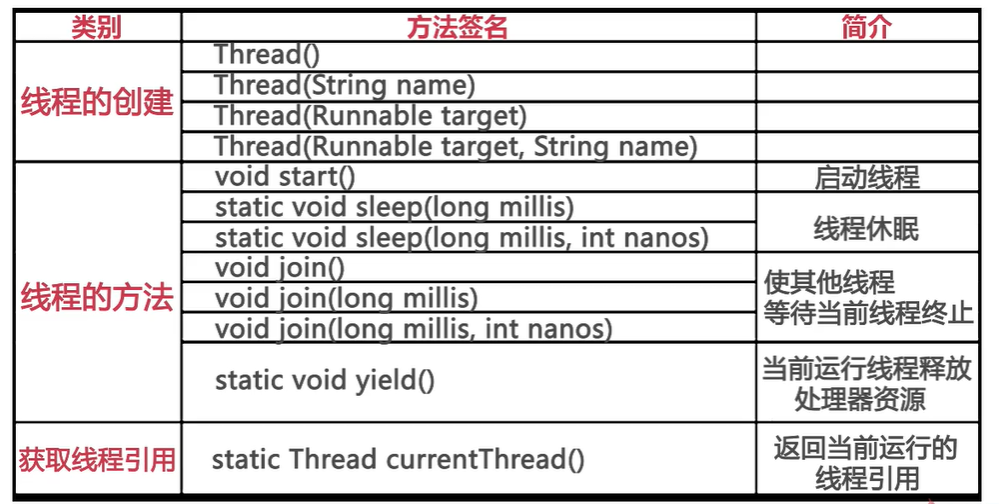 类别 方法签名 简介
线程的创建
Thread()
Thread(String name)
Thread(Runnable target)
Thread(Runnable target, String name)
线程的方法
void start() 启动线程
static void sleep(long millis)
static void sleep(long millis, int nanos)
线程休眠
void join()
void join(long millis)
void join(long millis, int nanos)
使其他线程
等待当前线程终止
static void yield()
当前运行线程释放
处理器资源
获取线程引用 static Thread currentThread()
返回当前运行的
线程引用